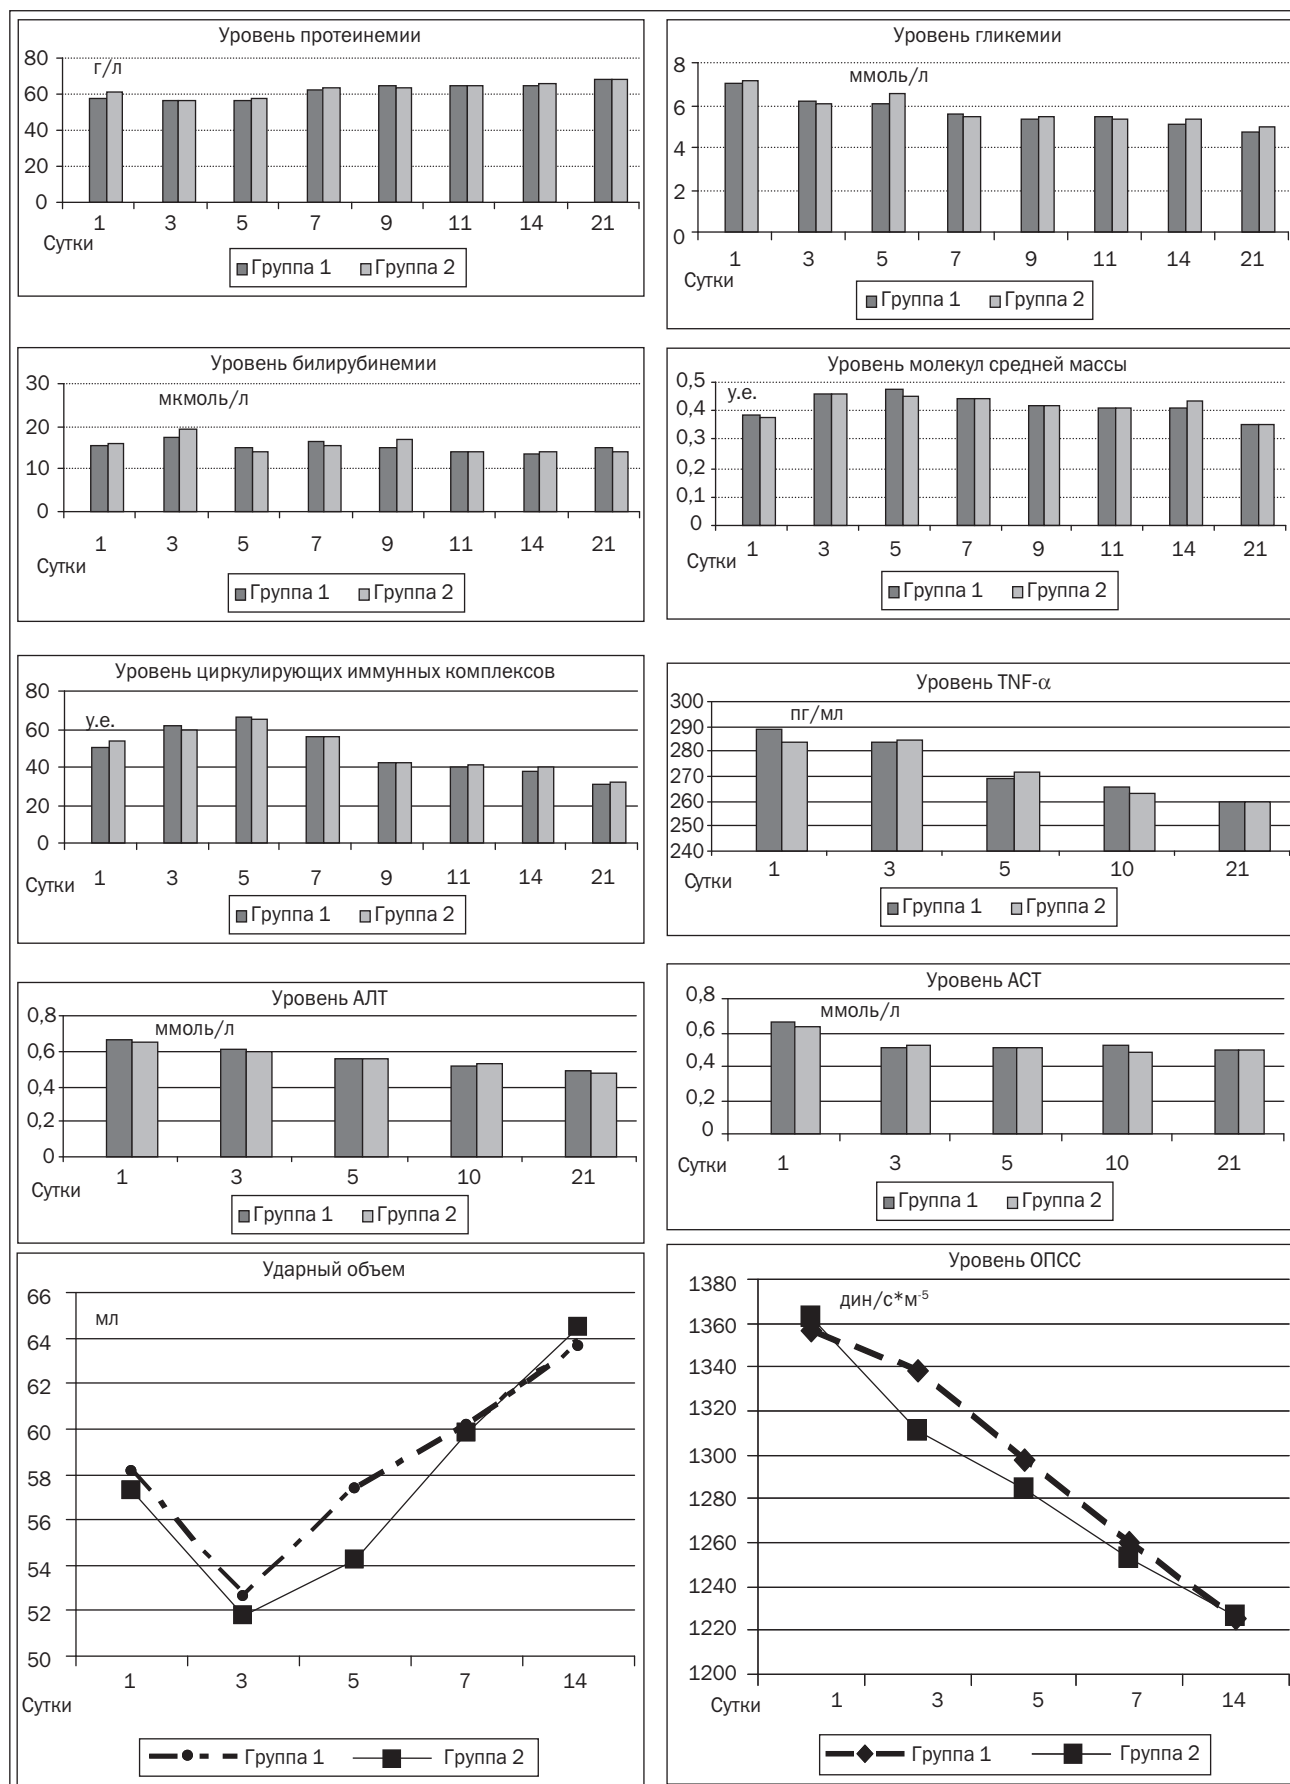 Уровень протеинемии
80
г/л
60
40
20
0
1 3 5 7 9 11 14 21
Сутки
Группа 1 Группа 2
Уровень гликемии
8
ммоль/л
6
4
2
0
1 3 5 7 9 11 14 21
Сутки
Группа 1 Группа 2
Уровень билирубинемии
30
мкмоль/л
20
10
0
1 3 5 7 9 11 14 21
Сутки
Группа 1 Группа 2
Уровень молекул средней массы
0,5
у.е.
0,4
0,3
0,2
0,1
0
1 3 5 7 9 11 14 21
Сутки
Группа 1 Группа 2
Уровень циркулирующих иммунных комплексов
80
у.е.
60
40
20
0
1 3 5 7 9 11 14 21
Сутки
Группа 1 Группа 2
Уровень TNF-α
300
пг/мл
290
280
270
260
250
240
1 3 5 10 21
Сутки
Группа 1 Группа 2
Уровень АЛТ
0,8
ммоль/л
0,6
0,4
0,2
0
1 3 5 10 21
Сутки
Группа 1 Группа 2
Уровень АСТ
0,8
ммоль/л
0,6
0,4
0,2
0
1 3 5 10 21
Сутки
Группа 1 Группа 2
Ударный объем
66
мл
64
62
60
58
56
54
52
50
1 3 5 7 14
Сутки
Группа 1 Группа 2
Уровень ОПСС
1380
дин/с*м⁻⁵
1360
1340
1320
1300
1280
1260
1240
1220
1200
1 3 5 7 14
Сутки
Группа 1 Группа 2